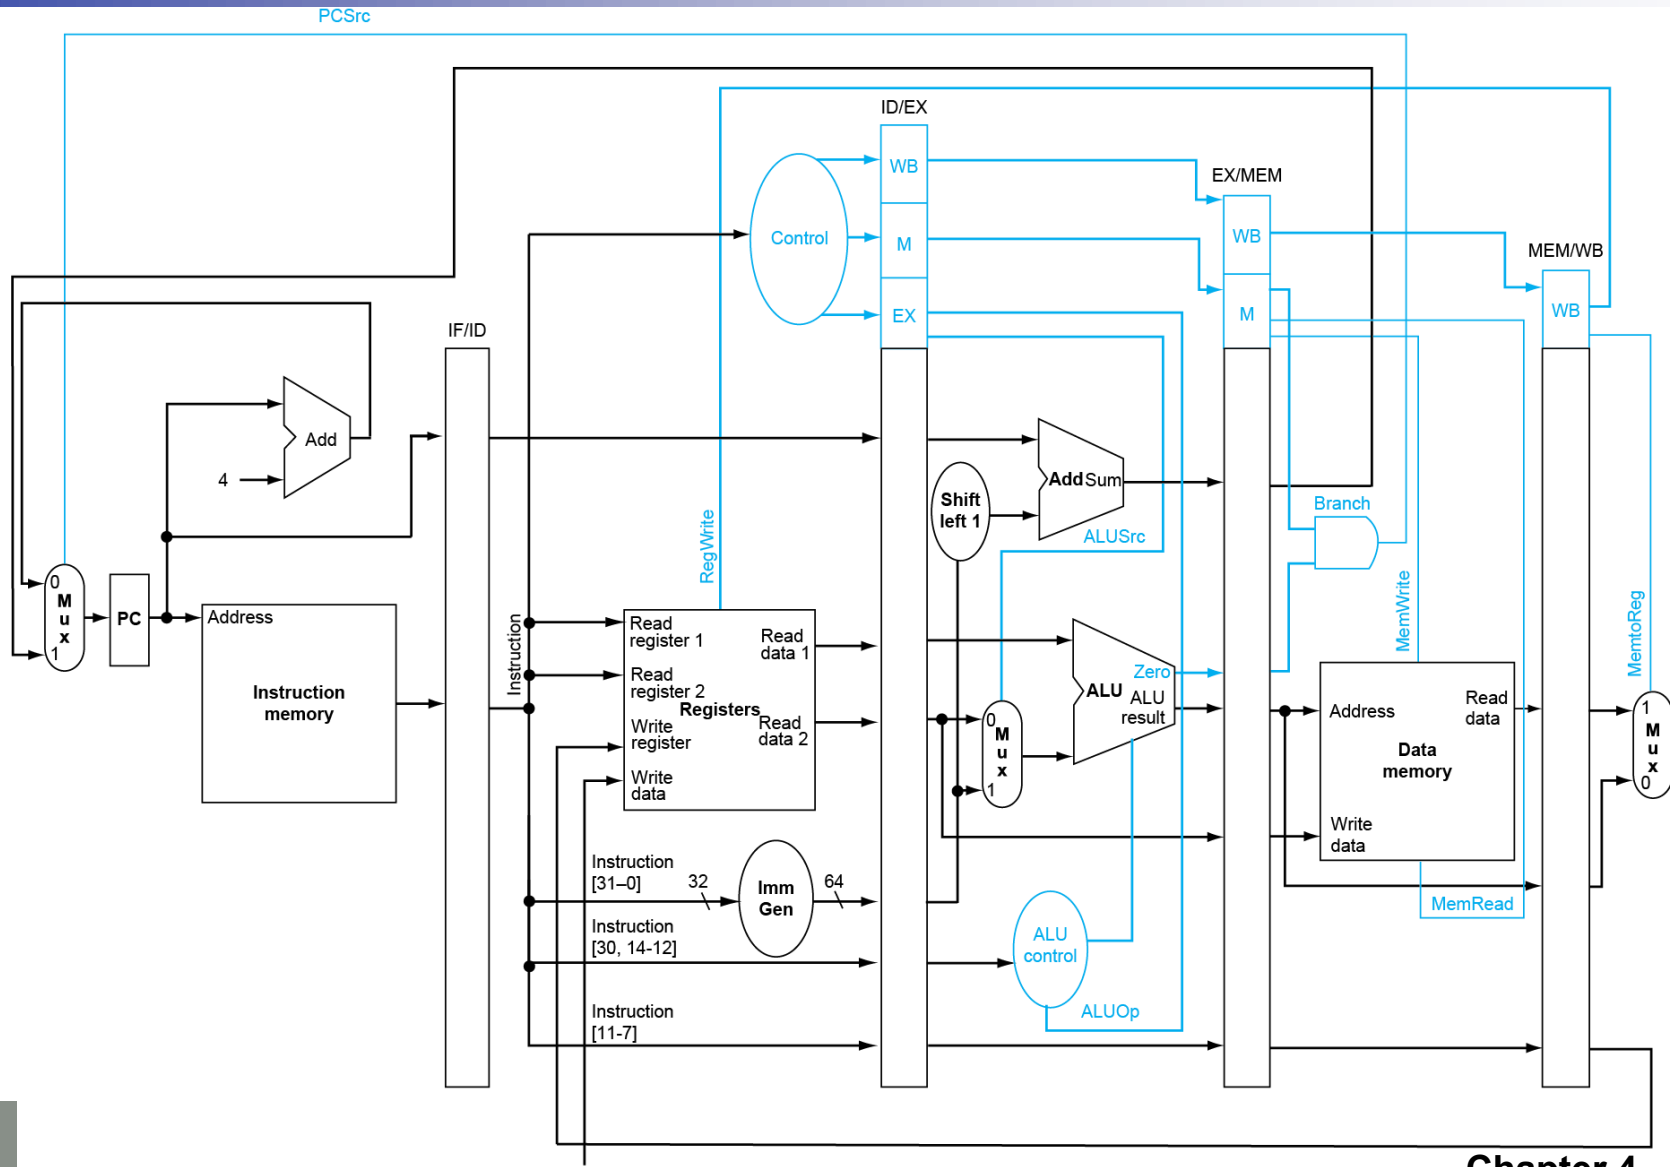 PCSrc
ID/EX
WB
EX/MEM
Control
M
WB
MEM/WB
EX
M
WB
IF/ID
Add
4
Shift
left 1
Add Sum
Branch
ALUSrc
RegWrite
MemWrite
MemtoReg
0
M
u
x
1
PC
Address
Instruction
memory
Instruction
Read
register 1
Read
data 1
Read
register 2
Registers
Write
register
Read
data 2
Write
data
0
M
u
x
1
Zero
ALU
ALU
result
Address
Read
data
Data
memory
Write
data
1
M
u
x
0
Instruction
[31–0]
32
Imm
Gen
64
MemRead
Instruction
[30, 14-12]
ALU
control
Instruction
[11-7]
ALUOp
Chapter 4